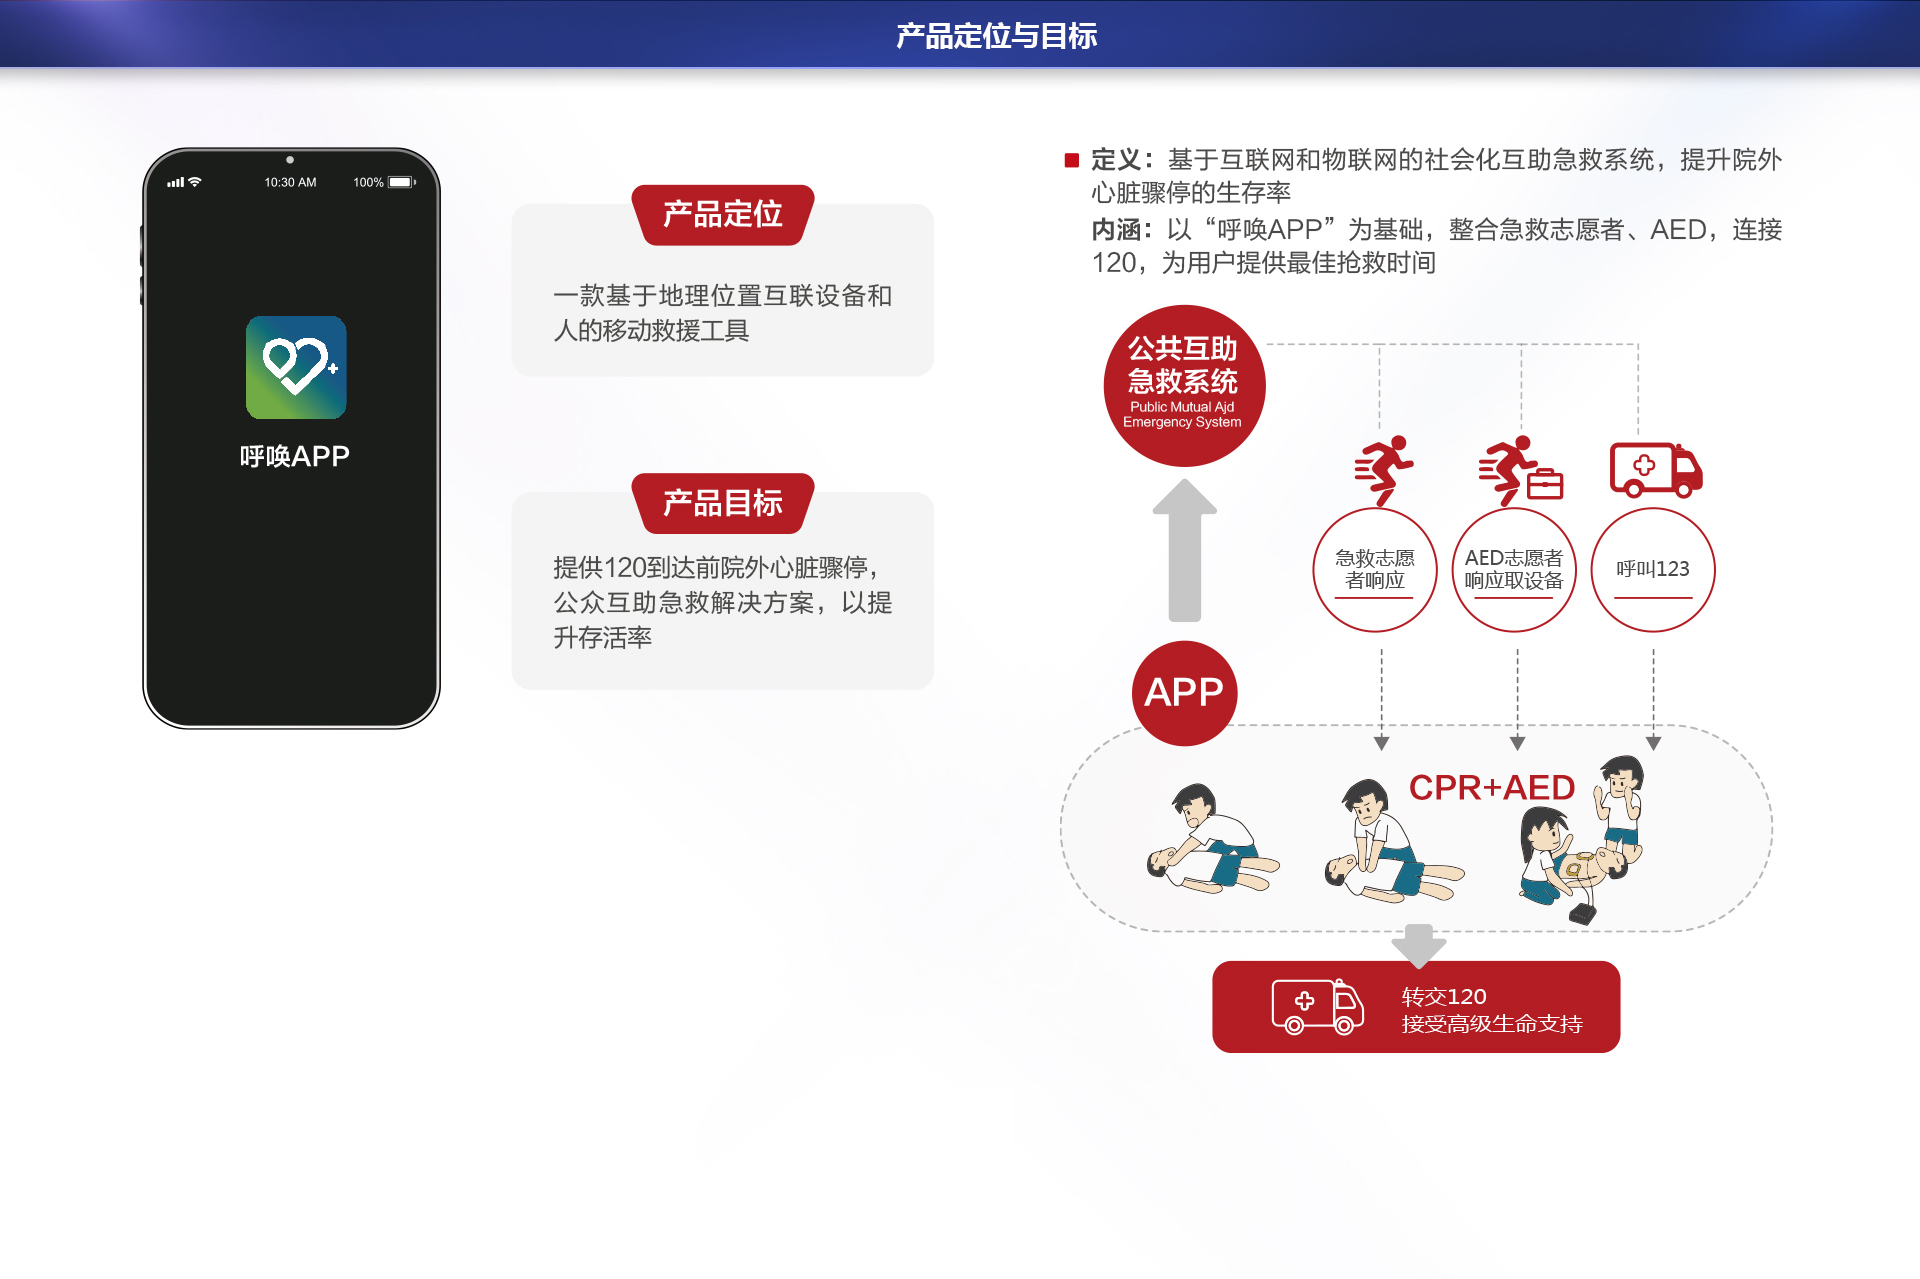 产品定位与目标
10:30 AM
100%
呼唤APP
产品定位
一款基于地理位置互联设备和
人的移动救援工具
产品目标
提供120到达前院外心脏骤停，
公众互助急救解决方案，以提
升存活率
定义：基于互联网和物联网的社会化互助急救系统，提升院外
心脏骤停的生存率
内涵：以“呼唤APP”为基础，整合急救志愿者、AED，连接
120，为用户提供最佳抢救时间
公共互助
急救系统
Public Mutual Ajd
Emergency System
急救志愿
者响应
AED志愿者
响应取设备
呼叫123
APP
CPR+AED
转交120
接受高级生命支持